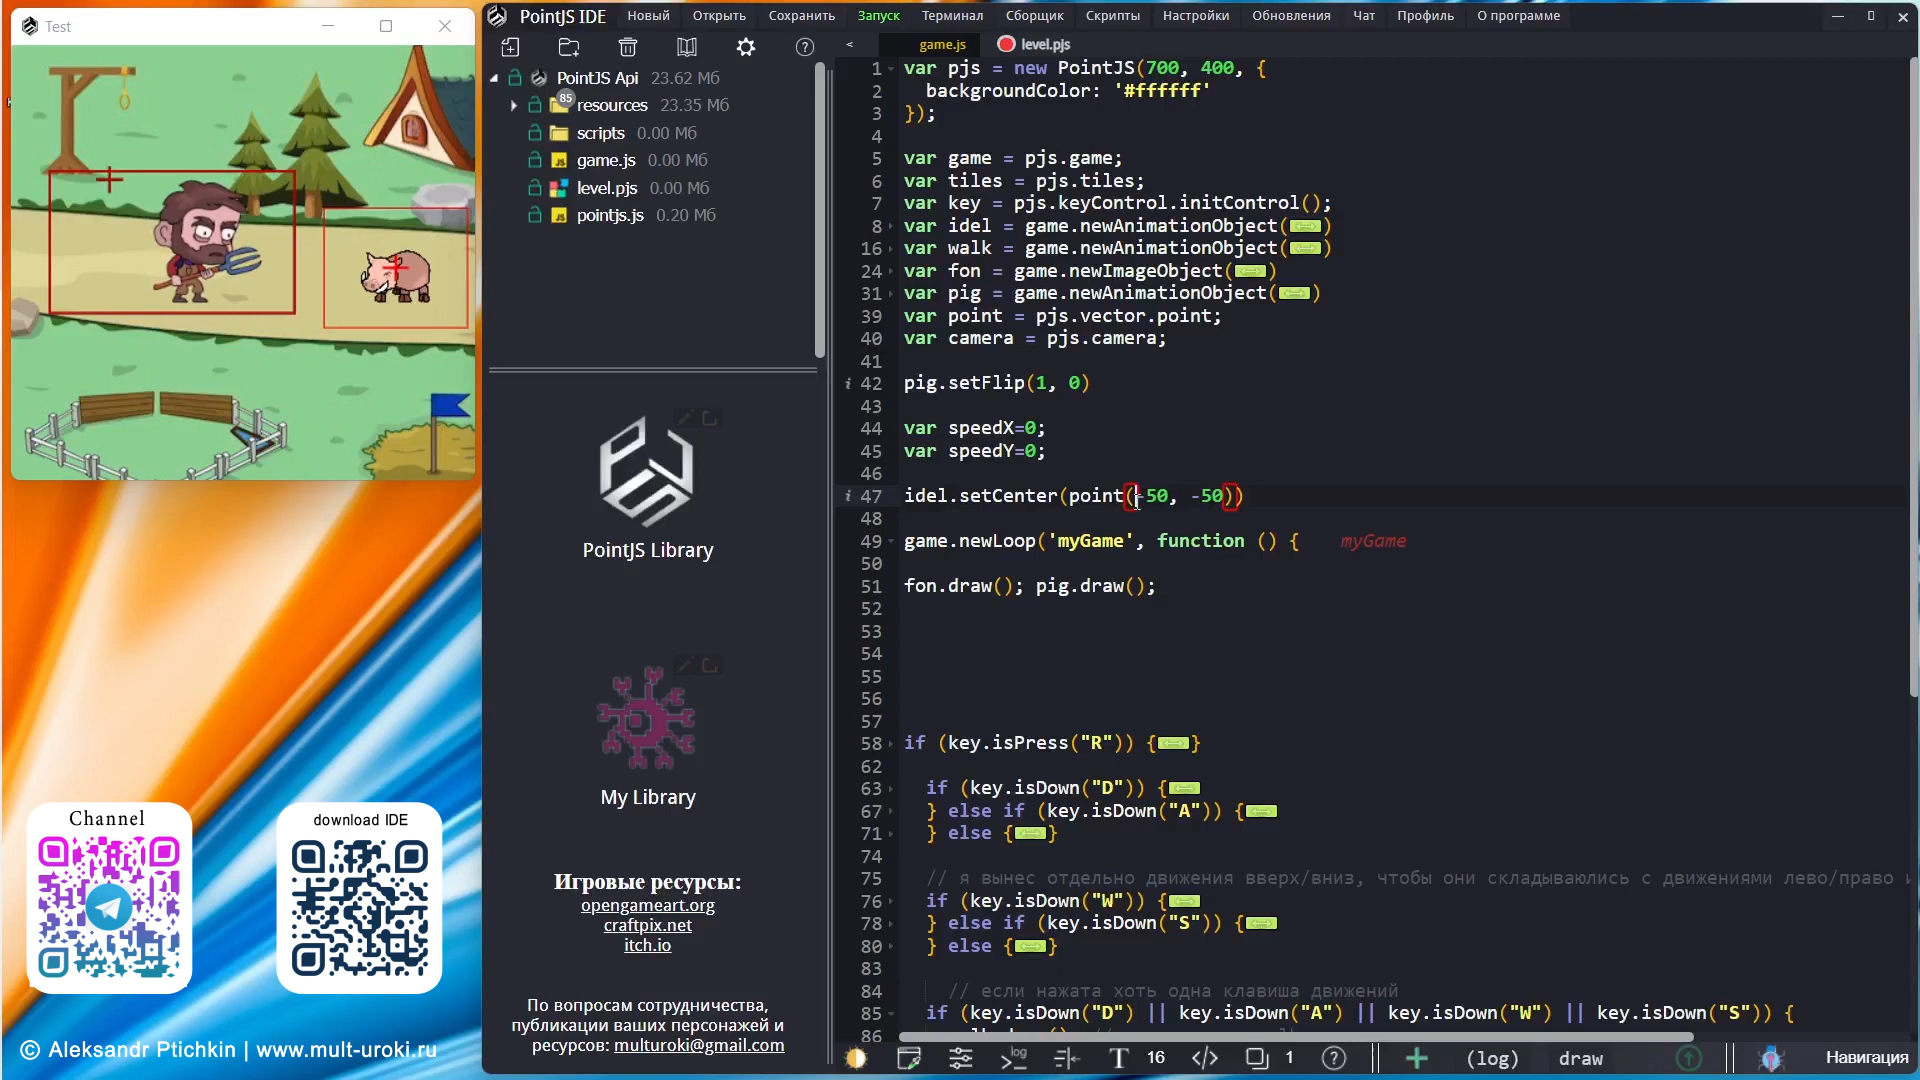 Test
PointJS IDE
Новый
Открыть
Сохранить
Запуск
Терминал
Сборщик
Скрипты
Настройки
Обновления
Чат
Профиль
О программе
PointJS Api 23.62 Мб
85
resources 23.35 Мб
scripts 0.00 Мб
game.js 0.00 Мб
level.pjs 0.00 Мб
pointjs.js 0.20 Мб
PointJS Library
My Library
Игровые ресурсы:
opengameart.org
craftpix.net
itch.io
По вопросам сотрудничества,
публикации ваших персонажей и
ресурсов: multuroki@gmail.com
Channel
download IDE
© Aleksandr Ptichkin | www.mult-uroki.ru
< game.js level.pjs
1 var pjs = new PointJS(700, 400, {
2 backgroundColor: '#ffffff'
3 });
4
5 var game = pjs.game;
6 var tiles = pjs.tiles;
7 var key = pjs.keyControl.initControl();
8 var idel = game.newAnimationObject()
16 var walk = game.newAnimationObject()
24 var fon = game.newImageObject()
31 var pig = game.newAnimationObject()
39 var point = pjs.vector.point;
40 var camera = pjs.camera;
41
42 pig.setFlip(1, 0)
43
44 var speedX=0;
45 var speedY=0;
46
47 idel.setCenter(point(-50, -50))
48
49 game.newLoop('myGame', function () { myGame
50
51 fon.draw(); pig.draw();
52
53
54
55
56
57
58 if (key.isPress("R")) {}
62
63 if (key.isDown("D")) {
67 } else if (key.isDown("A")) {
71 } else {}
74
75 // я вынес отдельно движения вверх/вниз, чтобы они складываюлись с движениями лево/право и
76 if (key.isDown("W")) {
78 } else if (key.isDown("S")) {
80 } else {}
83
84 // если нажата хоть одна клавиша движений
85 if (key.isDown("D") || key.isDown("A") || key.isDown("W") || key.isDown("S")) {
86
log
T 16 </> 1 (log) draw Навигация